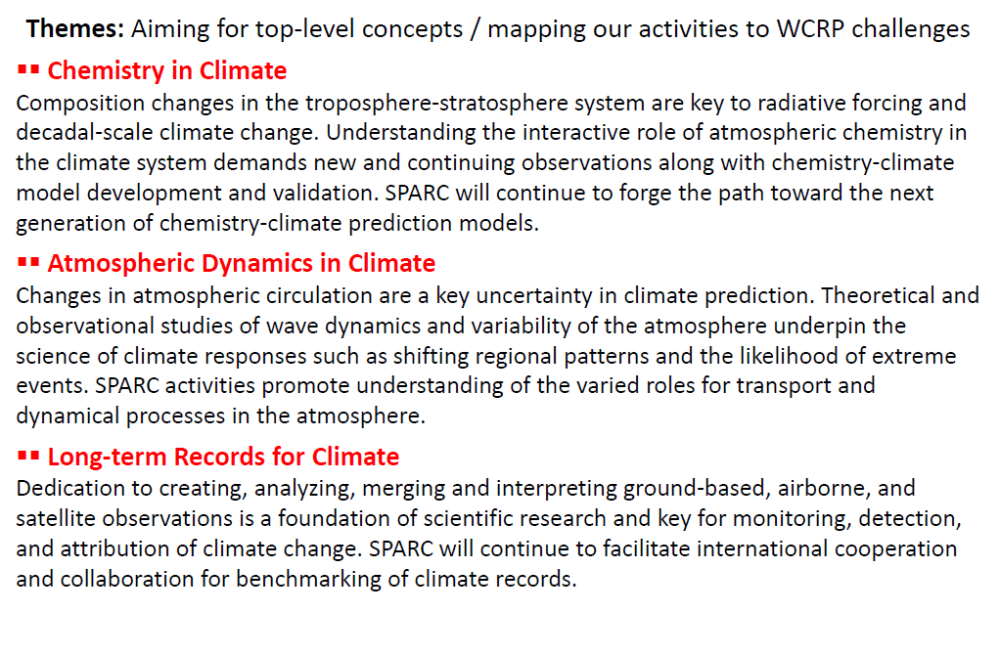 Themes: Aiming for top-level concepts / mapping our activities to WCRP challenges
▪▪ Chemistry in Climate
Composition changes in the troposphere-stratosphere system are key to radiative forcing and
decadal-scale climate change. Understanding the interactive role of atmospheric chemistry in
the climate system demands new and continuing observations along with chemistry-climate
model development and validation. SPARC will continue to forge the path toward the next
generation of chemistry-climate prediction models.
▪▪ Atmospheric Dynamics in Climate
Changes in atmospheric circulation are a key uncertainty in climate prediction. Theoretical and
observational studies of wave dynamics and variability of the atmosphere underpin the
science of climate responses such as shifting regional patterns and the likelihood of extreme
events. SPARC activities promote understanding of the varied roles for transport and
dynamical processes in the atmosphere.
▪▪ Long-term Records for Climate
Dedication to creating, analyzing, merging and interpreting ground-based, airborne, and
satellite observations is a foundation of scientific research and key for monitoring, detection,
and attribution of climate change. SPARC will continue to facilitate international cooperation
and collaboration for benchmarking of climate records.